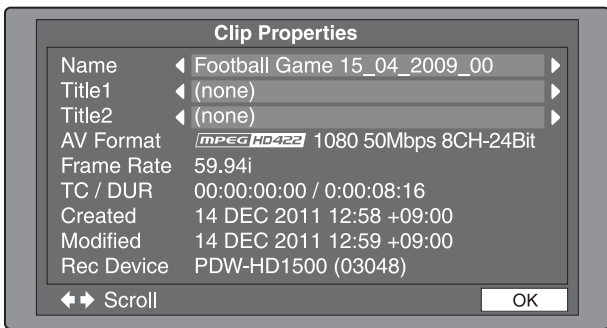 Clip Properties
Name Football Game 15_04_2009_00
Title1 (none)
Title2 (none)
AV Format MPEG HD422 1080 50Mbps 8CH-24Bit
Frame Rate 59.94i
TC / DUR 00:00:00:00 / 0:00:08:16
Created 14 DEC 2011 12:58 +09:00
Modified 14 DEC 2011 12:59 +09:00
Rec Device PDW-HD1500 (03048)
Scroll OK